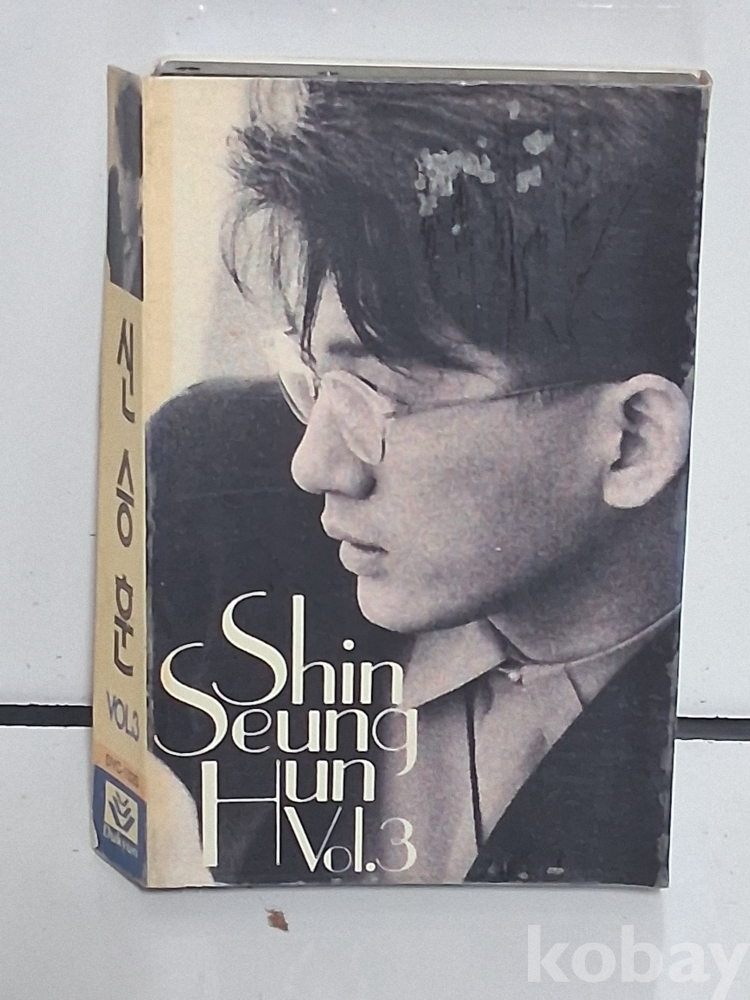 신승훈
VOL.3
Shin
Seung
Hun
Vol.3
kobay